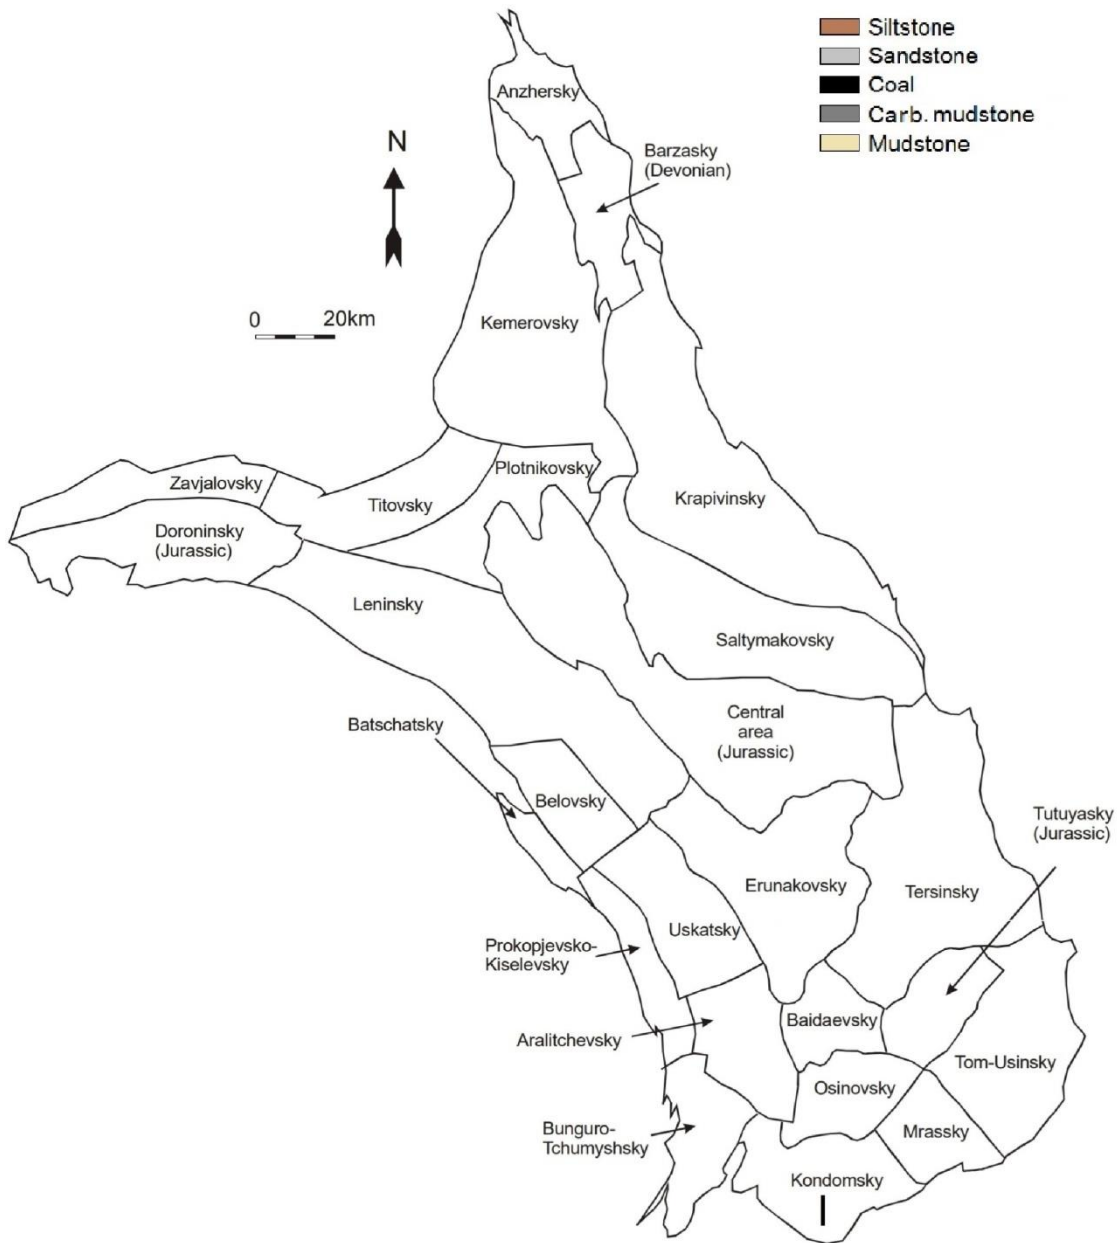 Siltstone
Sandstone
Coal
Carb. mudstone
Mudstone
Anzhersky
N
Barzasky
(Devonian)
0 20km
Kemerovsky
Zavjalovsky
Plotnikovsky
Titovsky
Krapivinsky
Doroninsky
(Jurassic)
Leninsky
Saltymakovsky
Batschatsky
Central
area
(Jurassic)
Belovsky
Tutuyasky
(Jurassic)
Erunakovsky
Tersinsky
Uskatsky
Prokopjevsko-
Kiselevsky
Baidaevsky
Aralitchevsky
Tom-Usinsky
Osinovsky
Bunguro-
Tchumyshsky
Mrassky
Kondomsky